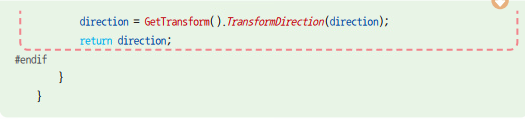 direction = GetTransform().TransformDirection(direction);
return direction;
#endif
}
}